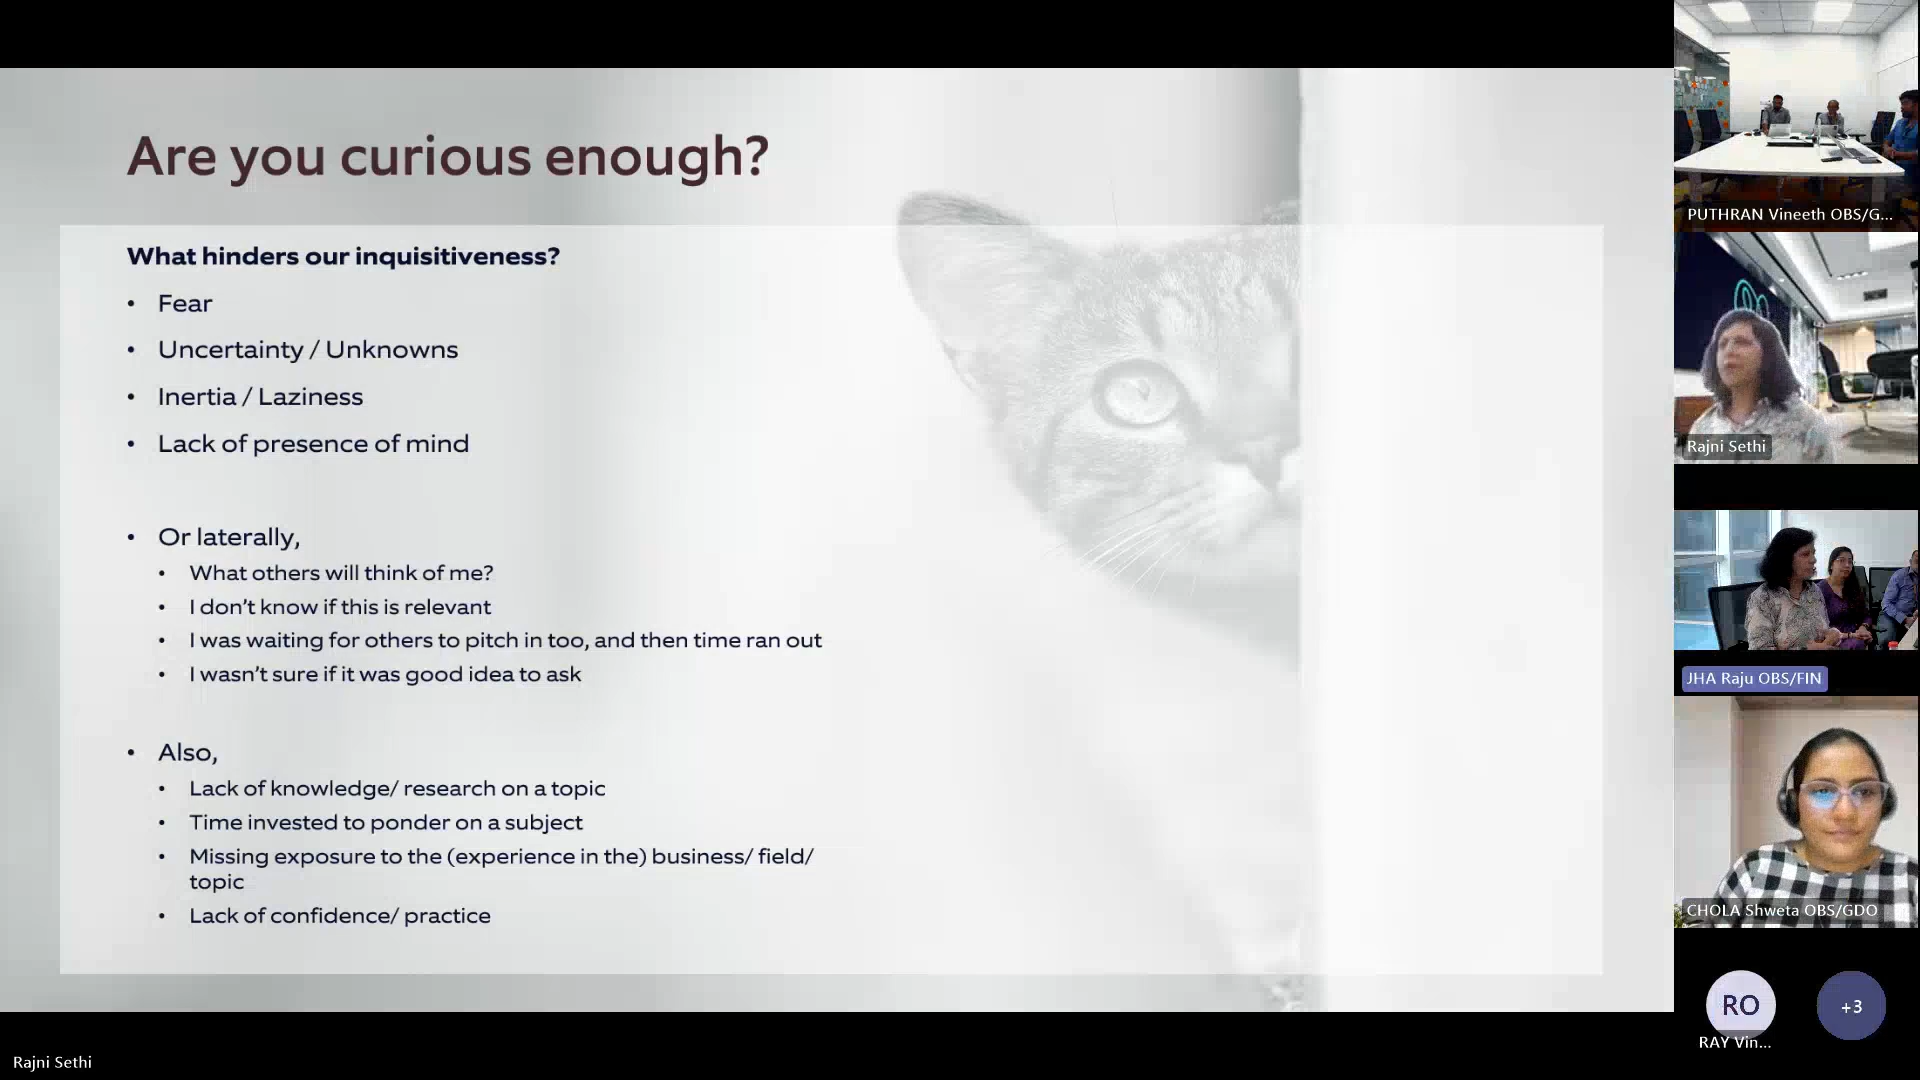 Are you curious enough?
What hinders our inquisitiveness?
• Fear
• Uncertainty / Unknowns
• Inertia / Laziness
• Lack of presence of mind
• Or laterally,
• What others will think of me?
• I don't know if this is relevant
• I was waiting for others to pitch in too, and then time ran out
• I wasn't sure if it was good idea to ask
• Also,
• Lack of knowledge/ research on a topic
• Time invested to ponder on a subject
• Missing exposure to the (experience in the) business/ field/
topic
• Lack of confidence/ practice
PUTHRAN Vineeth OBS/G...
Rajni Sethi
JHA Raju OBS/FIN
CHOLA Shweta OBS/GDO
RO
+3
RAY Vin...
Rajni Sethi